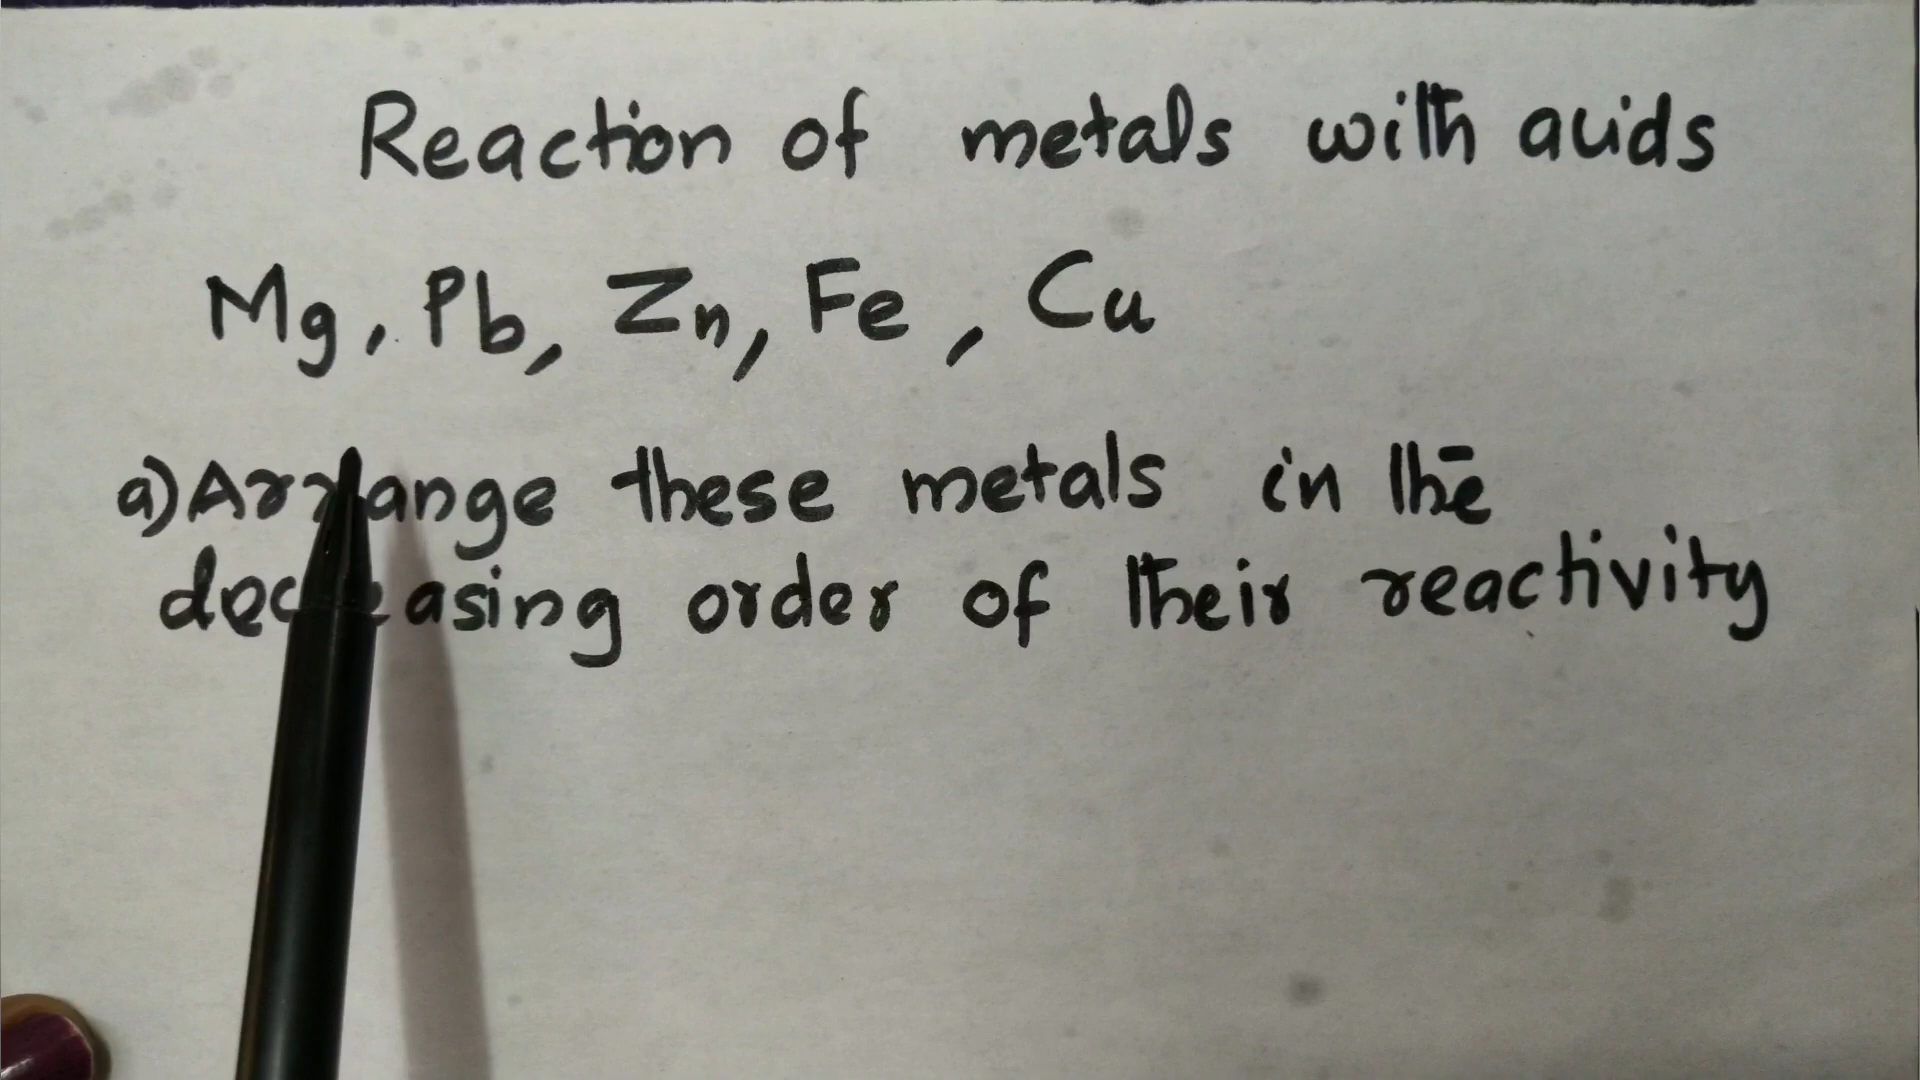 Reaction of metals with acids
Mg, Pb, Zn, Fe, Cu
a) Arrange these metals in the
decreasing order of their reactivity